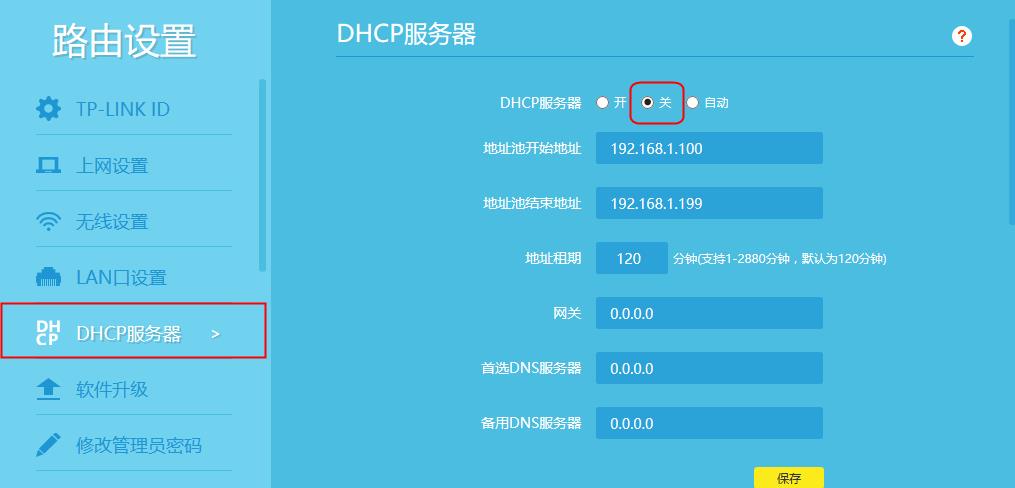 路由设置
TP-LINK ID
上网设置
无线设置
LAN口设置
DHCP服务器 >
软件升级
修改管理员密码
DHCP服务器
?
DHCP服务器 开 关 自动
地址池开始地址 192.168.1.100
地址池结束地址 192.168.1.199
地址租期 120 分钟(支持1-2880分钟，默认为120分钟)
网关 0.0.0.0
首选DNS服务器 0.0.0.0
备用DNS服务器 0.0.0.0
保存